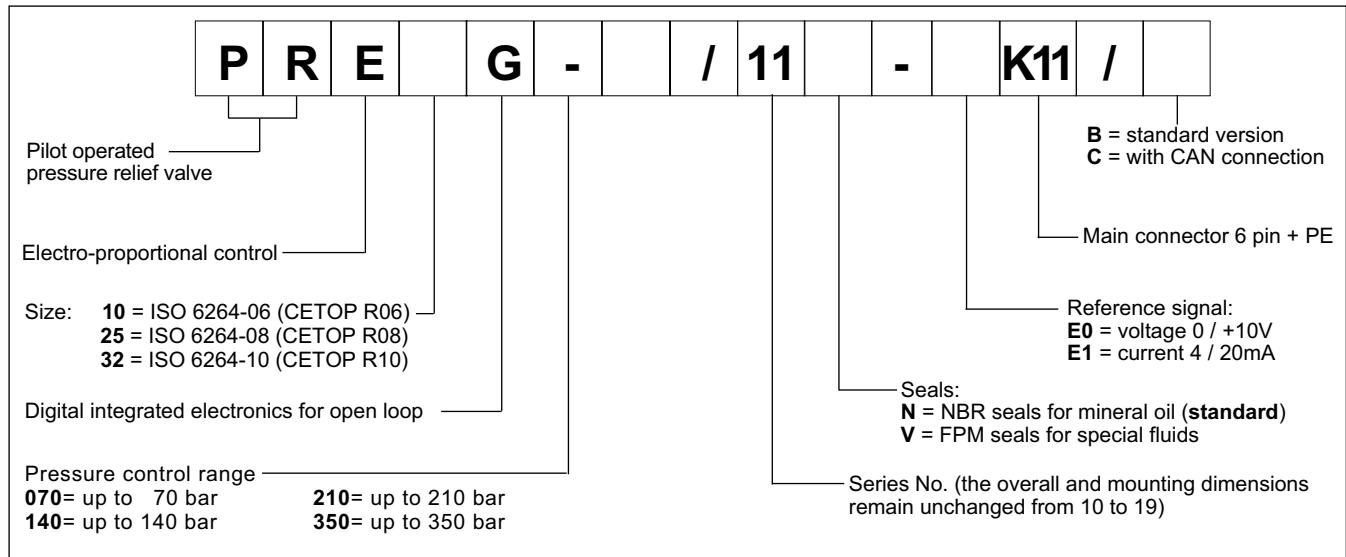 P R E G - / 11 - K11 /
Pilot operated
pressure relief valve
Electro-proportional control
Size: 10 = ISO 6264-06 (CETOP R06)
25 = ISO 6264-08 (CETOP R08)
32 = ISO 6264-10 (CETOP R10)
Digital integrated electronics for open loop
Pressure control range
070= up to 70 bar 210= up to 210 bar
140= up to 140 bar 350= up to 350 bar
B = standard version
C = with CAN connection
Main connector 6 pin + PE
Reference signal:
E0 = voltage 0 / +10V
E1 = current 4 / 20mA
Seals:
N = NBR seals for mineral oil (standard)
V = FPM seals for special fluids
Series No. (the overall and mounting dimensions
remain unchanged from 10 to 19)